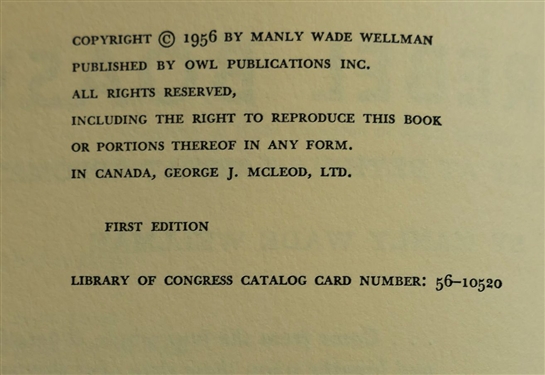 COPYRIGHT © 1956 BY MANLY WADE WELLMAN
PUBLISHED BY OWL PUBLICATIONS INC.
ALL RIGHTS RESERVED,
INCLUDING THE RIGHT TO REPRODUCE THIS BOOK
OR PORTIONS THEREOF IN ANY FORM.
IN CANADA, GEORGE J. MCLEOD, LTD.
FIRST EDITION
LIBRARY OF CONGRESS CATALOG CARD NUMBER: 56–10520